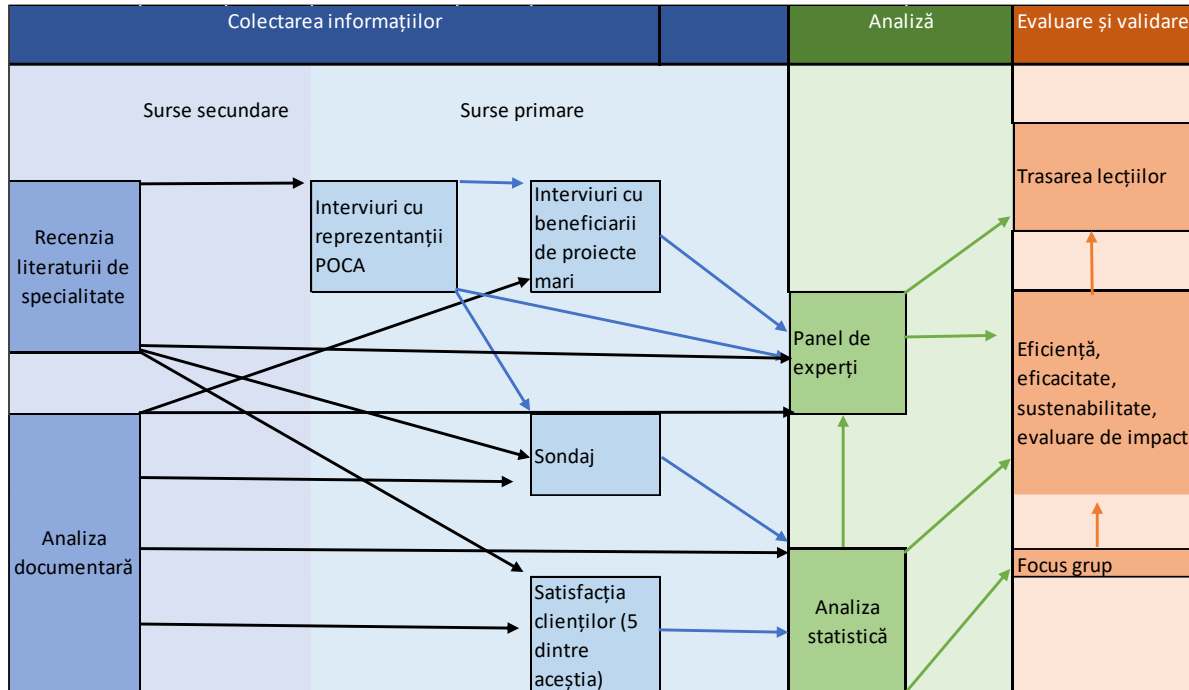 Colectarea informațiilor
Analiză
Evaluare și validare
Surse secundare
Surse primare
Recenzia
literaturii de
specialitate
Interviuri cu
reprezentanții
POCA
Interviuri cu
beneficiarii
de proiecte
mari
Trasarea lecțiilor
Panel de
experți
Eficiență,
eficacitate,
sustenabilitate,
evaluare de impact
Sondaj
Analiza
documentară
Satisfacția
clienților (5
dintre
aceștia)
Analiza
statistică
Focus grup